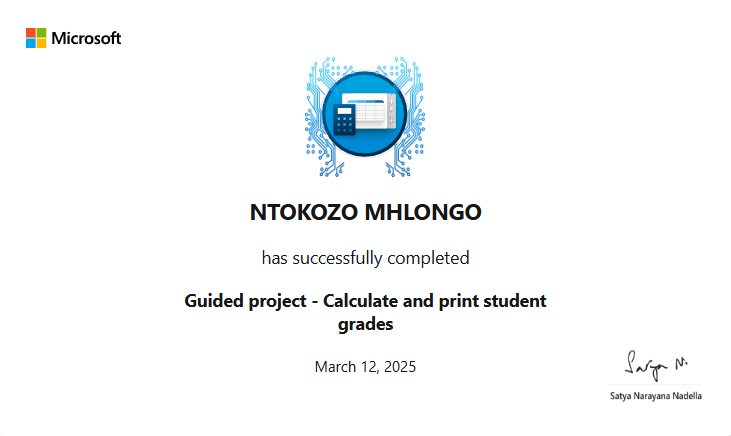 Microsoft
NTOKOZO MHLONGO
has successfully completed
Guided project - Calculate and print student
grades
March 12, 2025
Satya N.
Satya Narayana Nadella